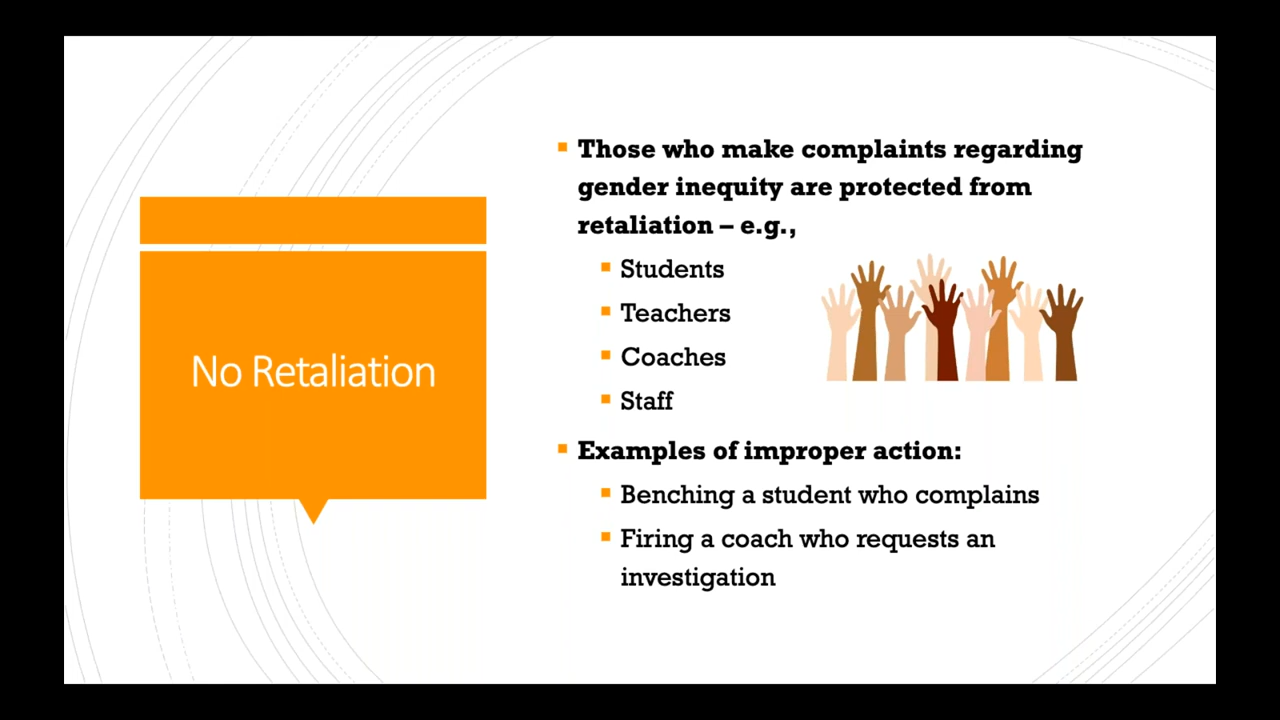 No Retaliation
Those who make complaints regarding
gender inequity are protected from
retaliation – e.g.,
Students
Teachers
Coaches
Staff
Examples of improper action:
Benching a student who complains
Firing a coach who requests an
investigation